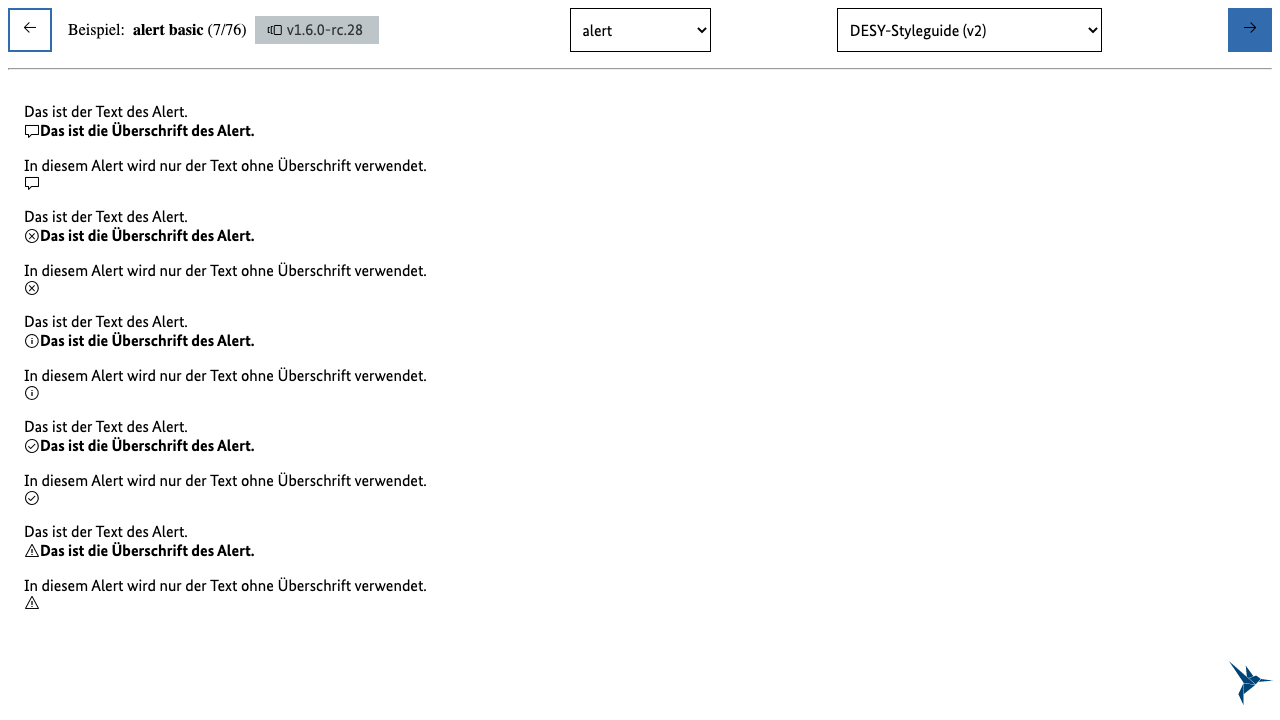 Beispiel: alert basic (7/76) v1.6.0-rc.28 alert DESY-Styleguide (v2)
Das ist der Text des Alert.
Das ist die Überschrift des Alert.
In diesem Alert wird nur der Text ohne Überschrift verwendet.
Das ist der Text des Alert.
Das ist die Überschrift des Alert.
In diesem Alert wird nur der Text ohne Überschrift verwendet.
Das ist der Text des Alert.
Das ist die Überschrift des Alert.
In diesem Alert wird nur der Text ohne Überschrift verwendet.
Das ist der Text des Alert.
Das ist die Überschrift des Alert.
In diesem Alert wird nur der Text ohne Überschrift verwendet.
Das ist der Text des Alert.
Das ist die Überschrift des Alert.
In diesem Alert wird nur der Text ohne Überschrift verwendet.